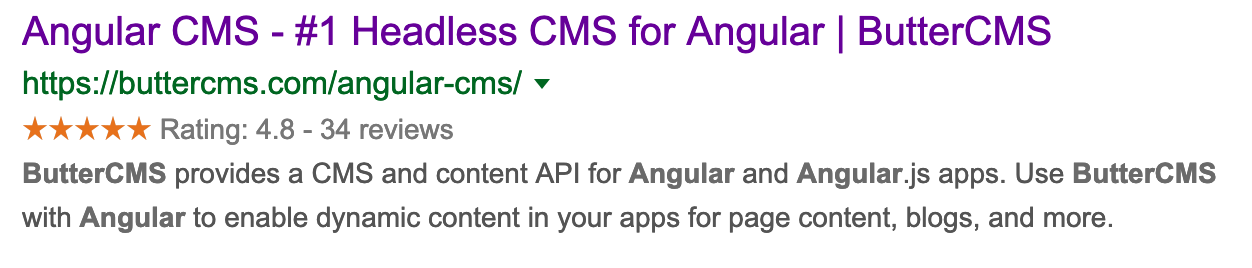 Angular CMS - #1 Headless CMS for Angular | ButterCMS
https://buttercms.com/angular-cms/
Rating: 4.8 - 34 reviews
ButterCMS provides a CMS and content API for Angular and Angular.js apps. Use ButterCMS
with Angular to enable dynamic content in your apps for page content, blogs, and more.